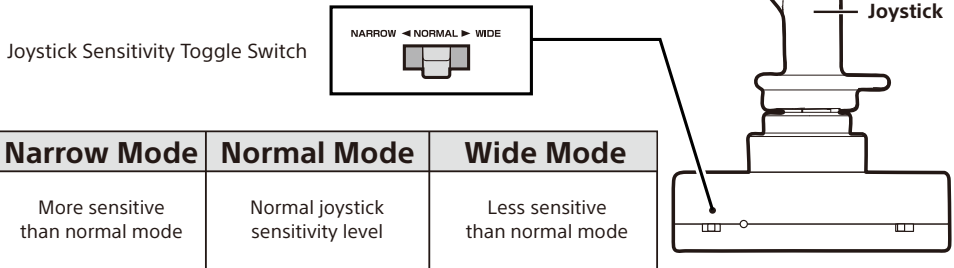 Joystick
NARROW ◄ NORMAL ► WIDE
Joystick Sensitivity Toggle Switch
Narrow Mode Normal Mode Wide Mode
More sensitive Normal joystick Less sensitive
than normal mode sensitivity level than normal mode